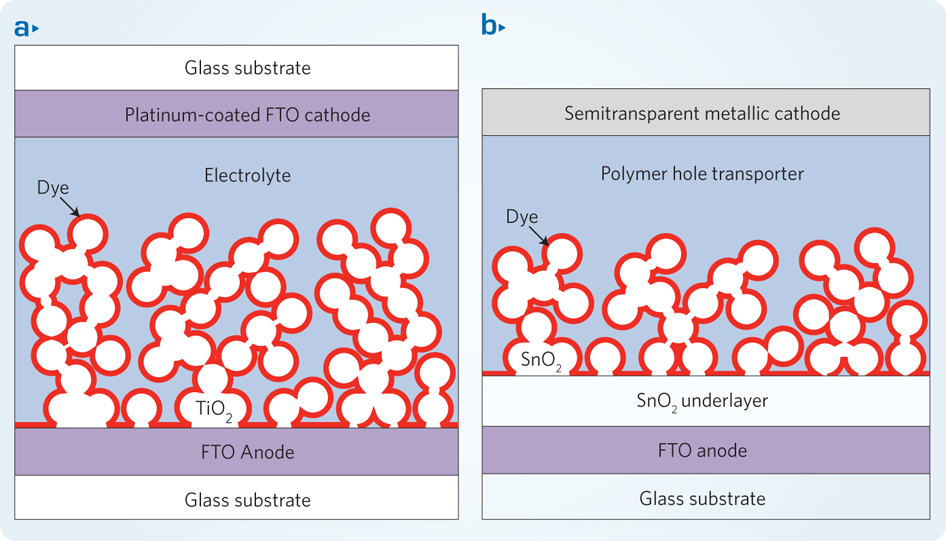 a▸
Glass substrate
Platinum-coated FTO cathode
Electrolyte
Dye
TiO₂
FTO Anode
Glass substrate
b▸
Semitransparent metallic cathode
Polymer hole transporter
Dye
SnO₂
SnO₂ underlayer
FTO anode
Glass substrate